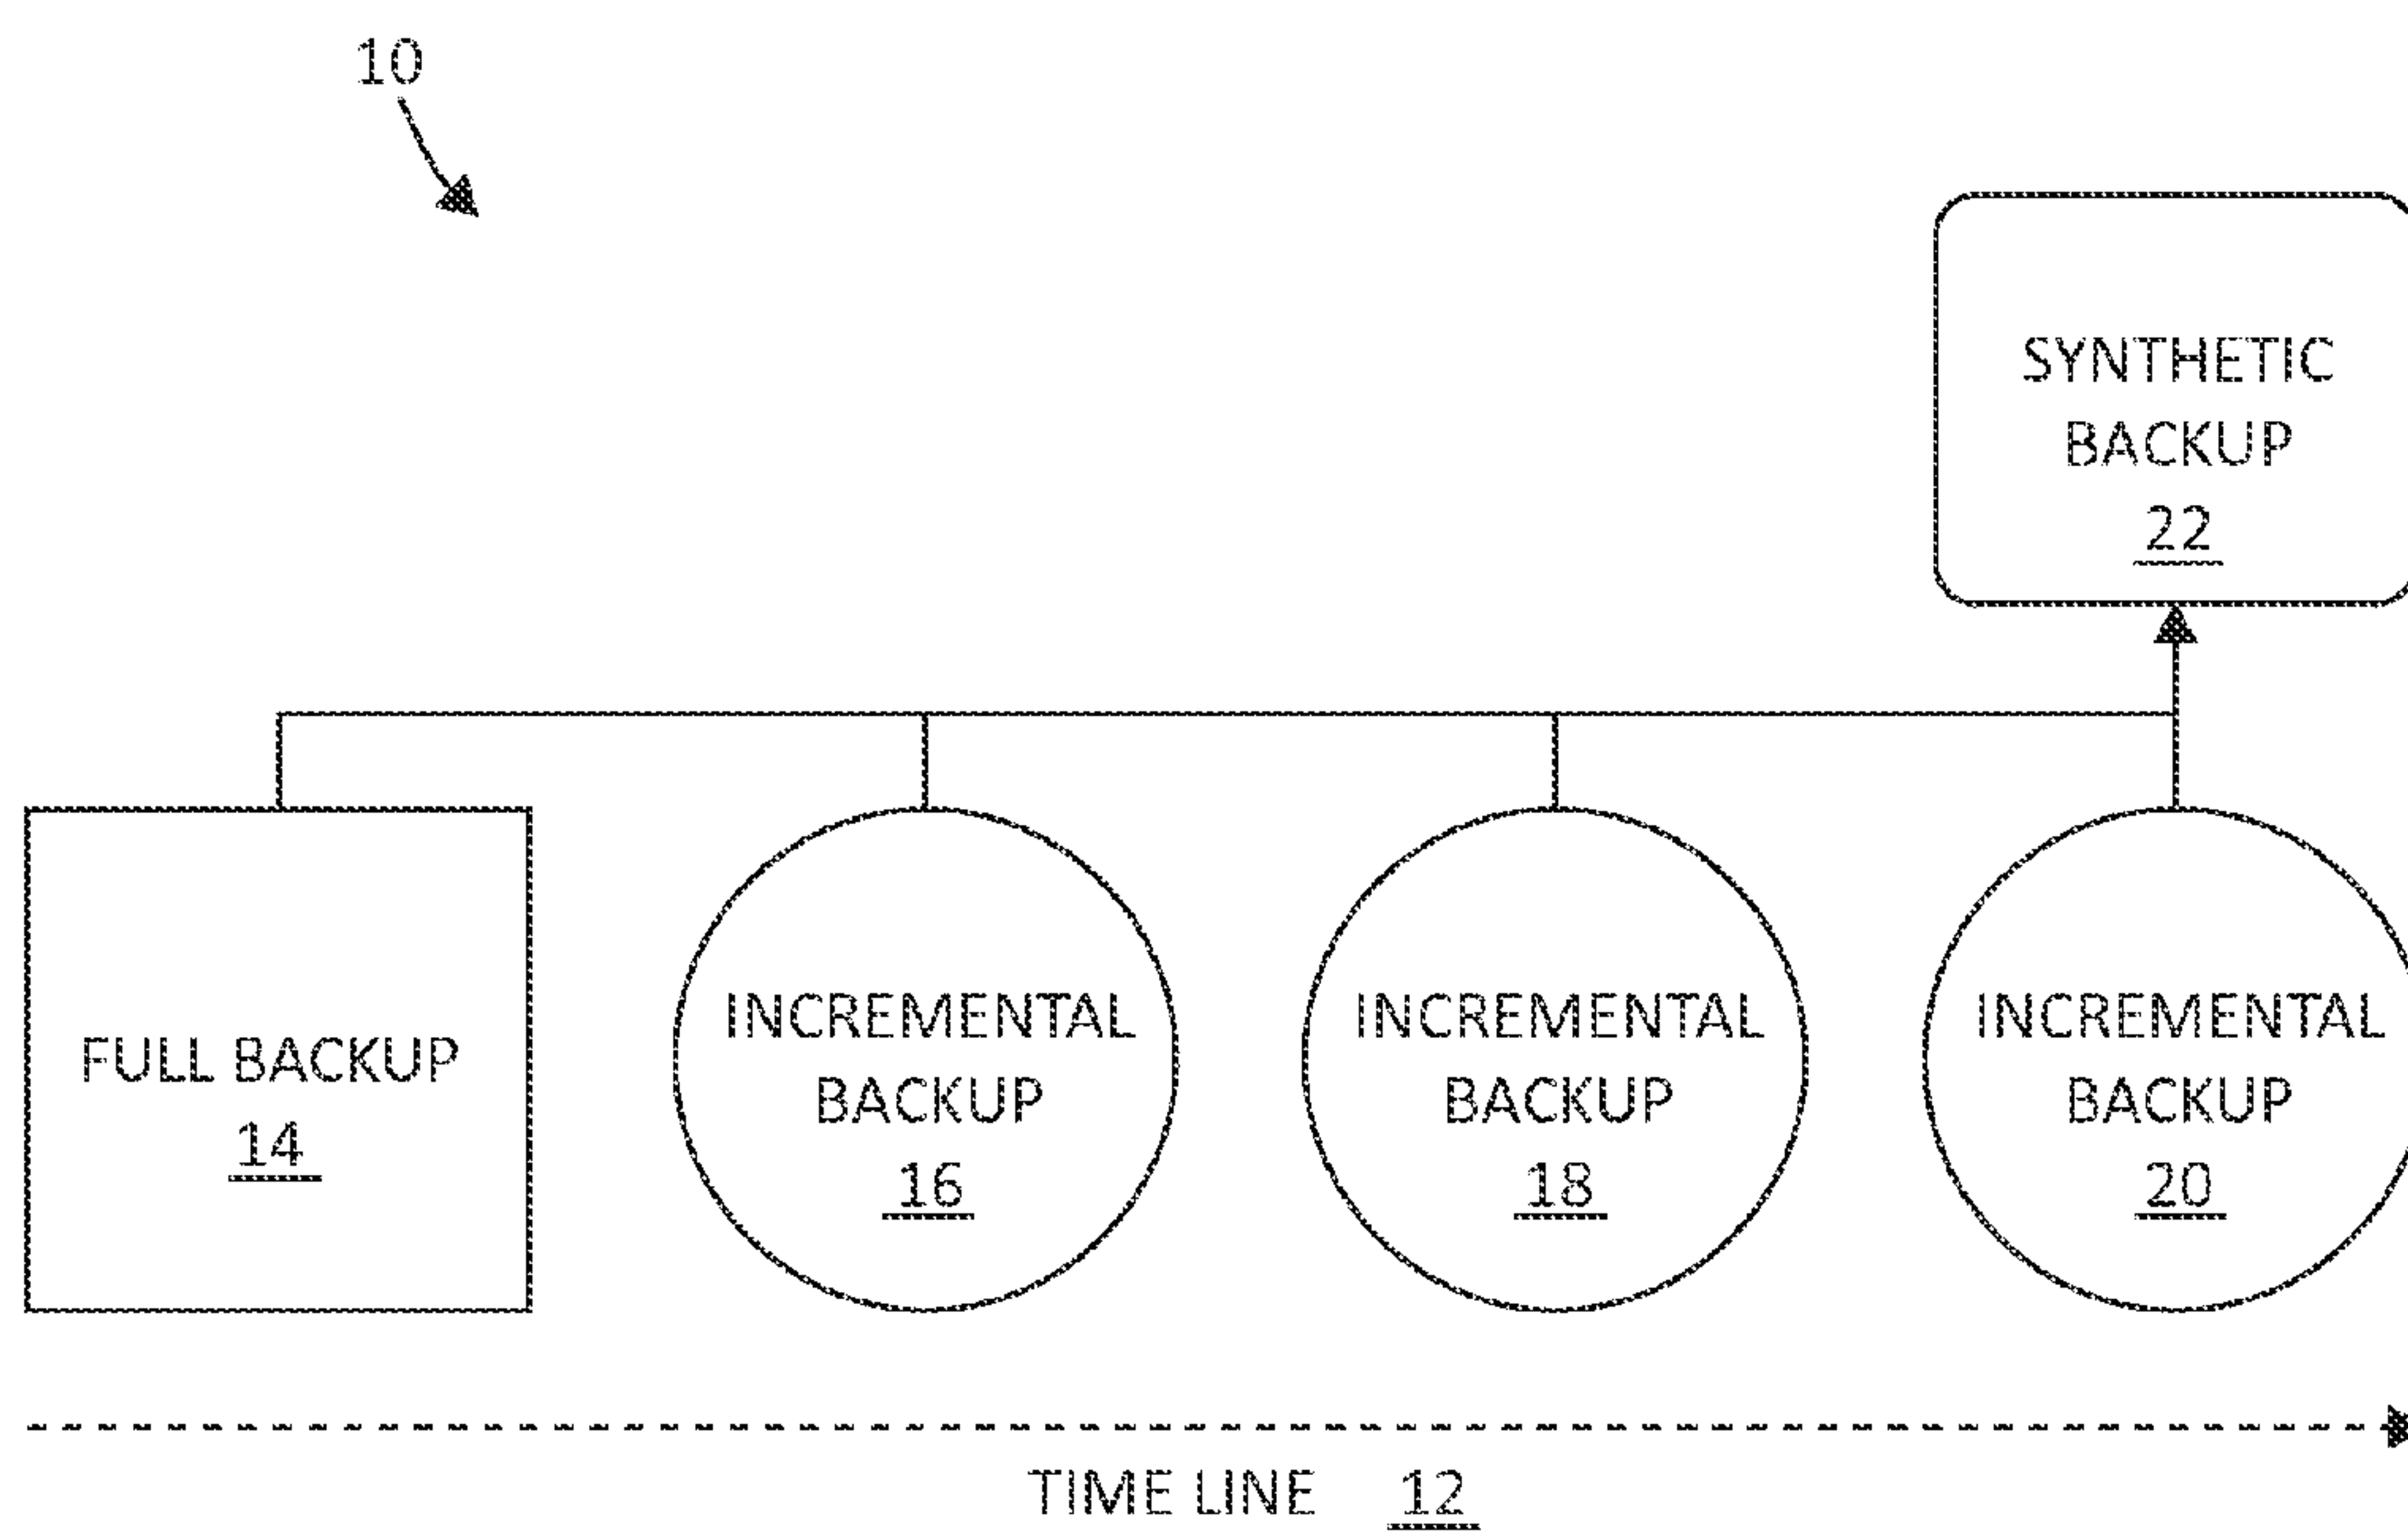 10
SYNTHETIC
BACKUP
22
FULL BACKUP
14
INCREMENTAL
BACKUP
16
INCREMENTAL
BACKUP
18
INCREMENTAL
BACKUP
20
TIME LINE 12